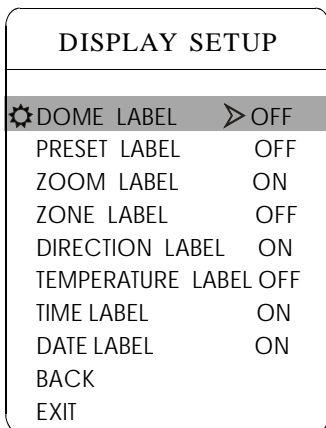 DISPLAY SETUP
DOME LABEL OFF
PRESET LABEL OFF
ZOOM LABEL ON
ZONE LABEL OFF
DIRECTION LABEL ON
TEMPERATURE LABEL OFF
TIME LABEL ON
DATE LABEL ON
BACK
EXIT